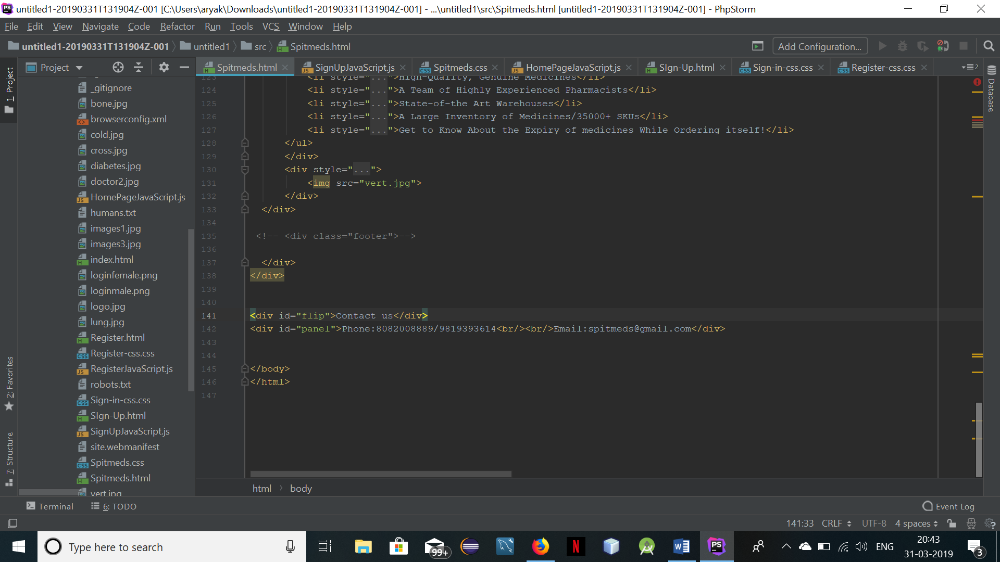 PS untitled1-20190331T131904Z-001 [C:\Users\aryak\Downloads\untitled1-20190331T131904Z-001] - ...\untitled1\src\Spitmeds.html [untitled1-20190331T131904Z-001] - PhpStorm
File Edit View Navigate Code Refactor Run Tools VCS Window Help
untitled1-20190331T131904Z-001 untitled1 src Spitmeds.html Add Configuration...
Project Spitmeds.html SignUpJavaScript.js Spitmeds.css HomePageJavaScript.js SIgn-Up.html Sign-in-css.css Register-css.css 2
1: Project
2: Favorites
7: Structure
Database
_gitignore
bone.jpg
browserconfig.xml
cold.jpg
cross.jpg
diabetes.jpg
doctor2.jpg
HomePageJavaScript.js
humans.txt
images1.jpg
images3.jpg
index.html
loginfemale.png
loginmale.png
logo.jpg
lung.jpg
Register.html
Register-css.css
RegisterJavaScript.js
robots.txt
Sign-in-css.css
SIgn-Up.html
SignUpJavaScript.js
site.webmanifest
Spitmeds.css
Spitmeds.html
vert.jpg
123 <li style="...">High-Quality, Genuine Medicines</li>
124 <li style="...">A Team of Highly Experienced Pharmacists</li>
125 <li style="...">State-of-the Art Warehouses</li>
126 <li style="...">A Large Inventory of Medicines/35000+ SKUs</li>
127 <li style="...">Get to Know About the Expiry of medicines While Ordering itself!</li>
128 </ul>
129 </div>
130 <div style="...">
131 <img src="vert.jpg">
132 </div>
133 </div>
134
135 <!-- <div class="footer">-->
136
137 </div>
138 </div>
139
140
141 <div id="flip">Contact us</div>
142 <div id="panel">Phone:8082008889/9819393614<br/><br/>Email:spitmeds@gmail.com</div>
143
144
145 </body>
146 </html>
147
html body
Terminal 6: TODO Event Log
141:33 CRLF UTF-8 4 spaces
Type here to search 99+ N W PS ENG 20:43
31-03-2019 3